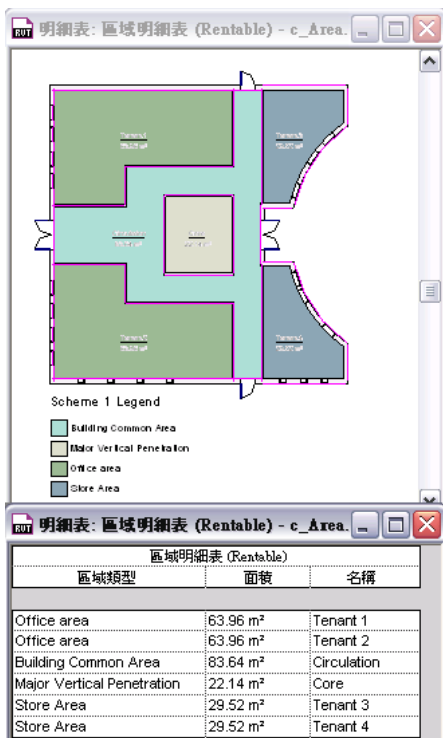 明細表: 區域明細表 (Rentable) - c_Area.
Scheme 1 Legend
Building Common Area
Major Vertical Penetration
Office area
Store Area
明細表: 區域明細表 (Rentable) - c_Area.
區域明細表 (Rentable)
區域類型 面積 名稱
Office area 63.96 m² Tenant 1
Office area 63.96 m² Tenant 2
Building Common Area 83.64 m² Circulation
Major Vertical Penetration 22.14 m² Core
Store Area 29.52 m² Tenant 3
Store Area 29.52 m² Tenant 4